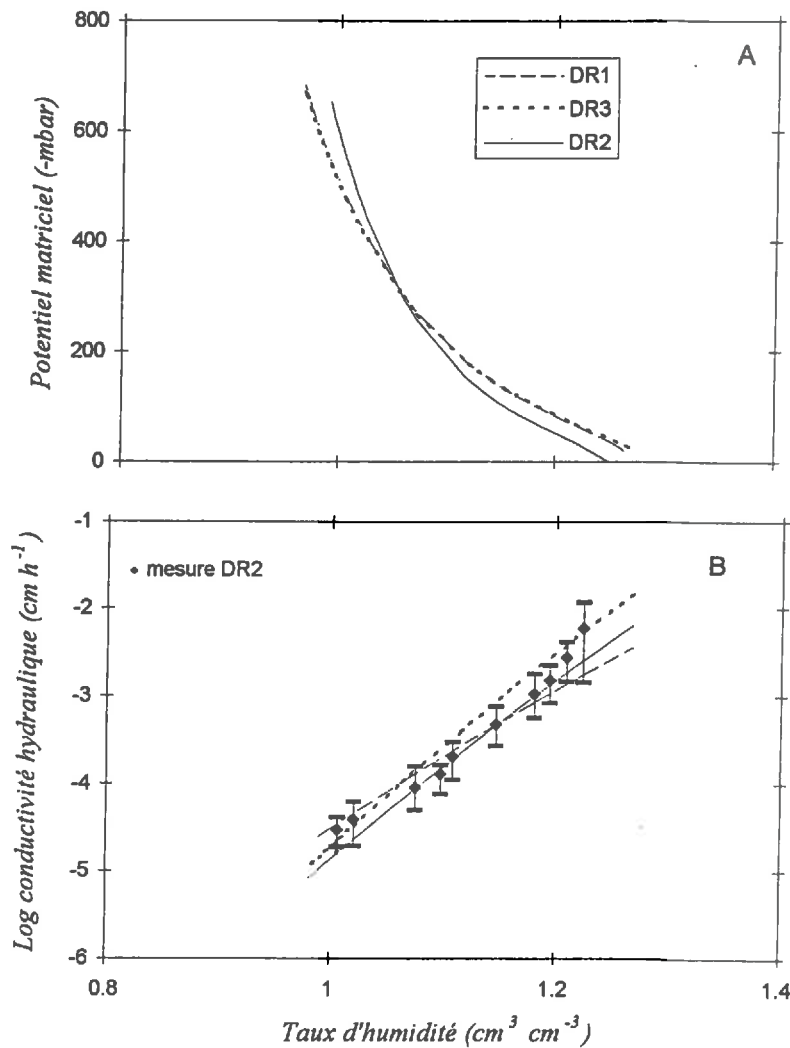 800
A
DR1
DR3
DR2
600
400
200
0
Potentiel matriciel (-mbar)
-1
mesure DR2
B
-2
-3
-4
-5
-6
Log conductivité hydraulique (cm h⁻¹)
0.8
1
1.2
1.4
Taux d'humidité (cm³ cm⁻³)